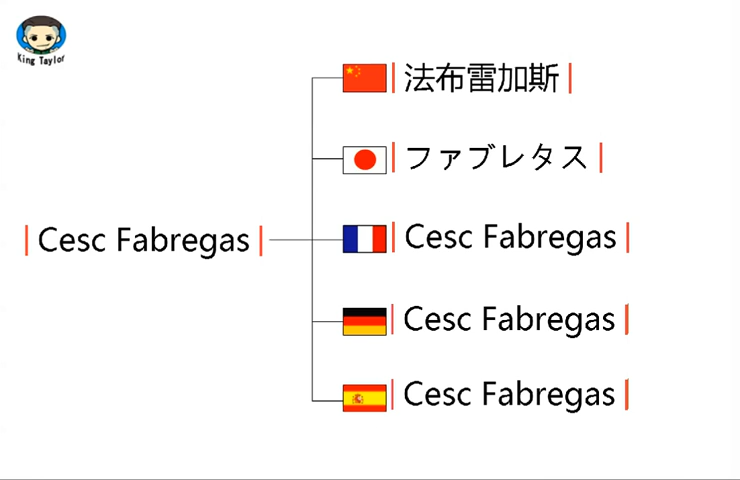 King Taylor
法布雷加斯
ファブレタス
Cesc Fabregas
Cesc Fabregas
Cesc Fabregas
Cesc Fabregas